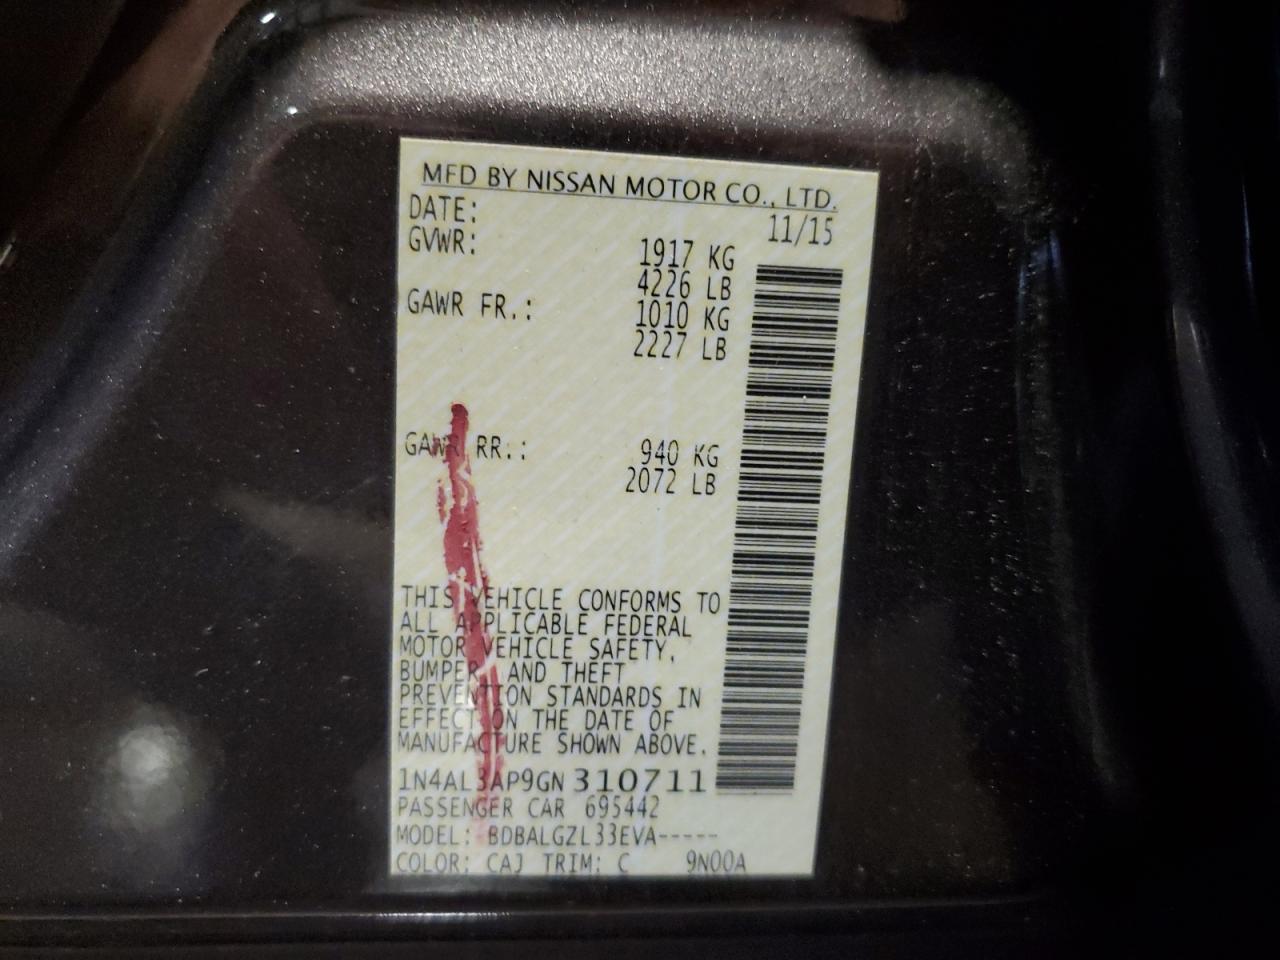 MFD BY NISSAN MOTOR CO., LTD.
DATE: 11/15
GVWR: 1917 KG
4226 LB
GAWR FR.: 1010 KG
2227 LB
GAWR RR.: 940 KG
2072 LB
THIS VEHICLE CONFORMS TO
ALL APPLICABLE FEDERAL
MOTOR VEHICLE SAFETY,
BUMPER, AND THEFT
PREVENTION STANDARDS IN
EFFECT ON THE DATE OF
MANUFACTURE SHOWN ABOVE.
1N4AL3AP9GN310711
PASSENGER CAR 695442
MODEL: BDBALGZL33EVA-----
COLOR: CAJ TRIM: C 9N00A